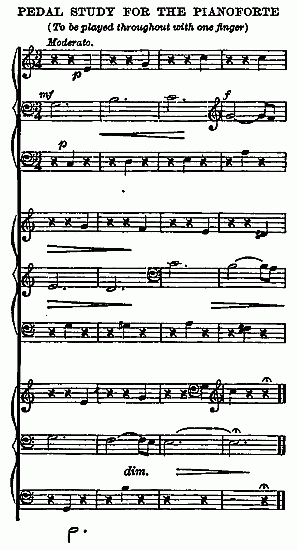 PEDAL STUDY FOR THE PIANOFORTE
(To be played throughout with one finger)
Moderato.
p
mf
f
p
dim.
p.